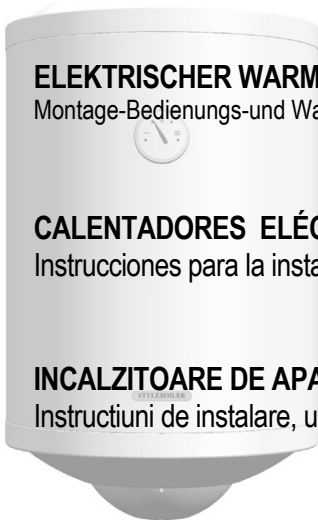 ELEKTRISCHER WARM
Montage-Bedienungs-und Wa
CALENTADORES ELÉC
Instrucciones para la insta
INCALZITOARE DE APA
STYLEBOILER
Instructiuni de instalare, u